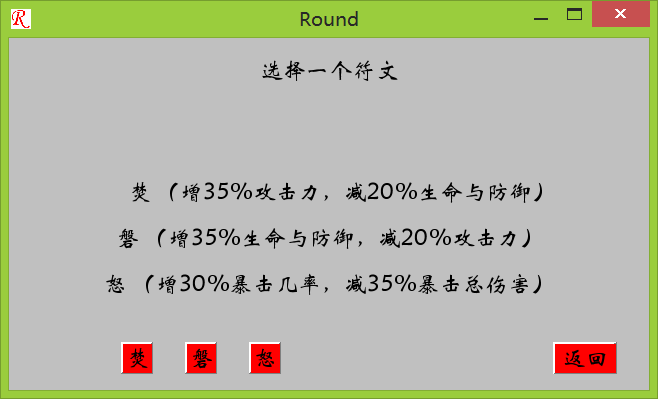 R
Round
选择一个符文
焚（增35%攻击力，减20%生命与防御）
磐（增35%生命与防御，减20%攻击力）
怒（增30%暴击几率，减35%暴击总伤害）
焚 磐 怒 返回